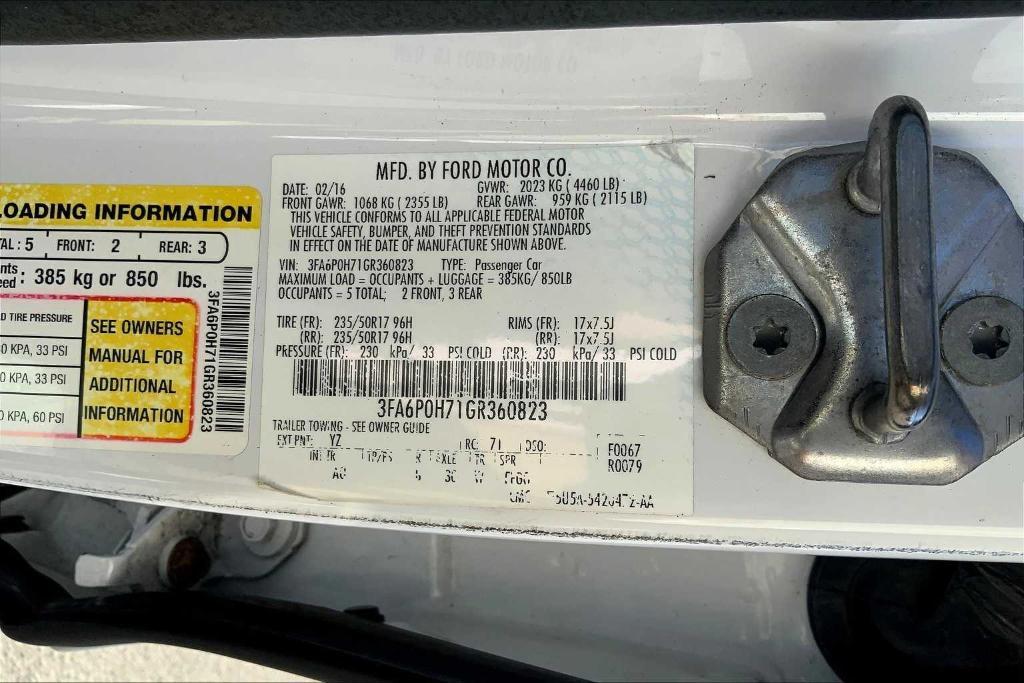 LOADING INFORMATION
TAL : 5 FRONT: 2 REAR: 3
385 kg or 850 lbs.
D TIRE PRESSURE
0 KPA, 33 PSI
0 KPA, 33 PSI
0 KPA, 60 PSI
SEE OWNERS
MANUAL FOR
ADDITIONAL
INFORMATION
3FA6P0H71GR360823
MFD. BY FORD MOTOR CO.
DATE: 02/16 GVWR: 2023 KG ( 4460 LB)
FRONT GAWR: 1068 KG ( 2355 LB) REAR GAWR: 959 KG ( 2115 LB)
THIS VEHICLE CONFORMS TO ALL APPLICABLE FEDERAL MOTOR
VEHICLE SAFETY, BUMPER, AND THEFT PREVENTION STANDARDS
IN EFFECT ON THE DATE OF MANUFACTURE SHOWN ABOVE.
VIN: 3FA6P0H71GR360823 TYPE: Passenger Car
MAXIMUM LOAD = OCCUPANTS + LUGGAGE = 385KG/ 850LB
OCCUPANTS = 5 TOTAL; 2 FRONT, 3 REAR
TIRE (FR): 235/50R17 96H RIMS (FR): 17x7.5J
(RR): 235/50R17 96H (RR): 17x7.5J
PRESSURE(FR): 230 kPa/ 33 PSI COLD (RR): 230 kPa/ 33 PSI COLD
3FA6P0H71GR360823
TRAILER TOWING - SEE OWNER GUIDE
EXT PNT: YZ RC: 71 DSO: F0067
R0079